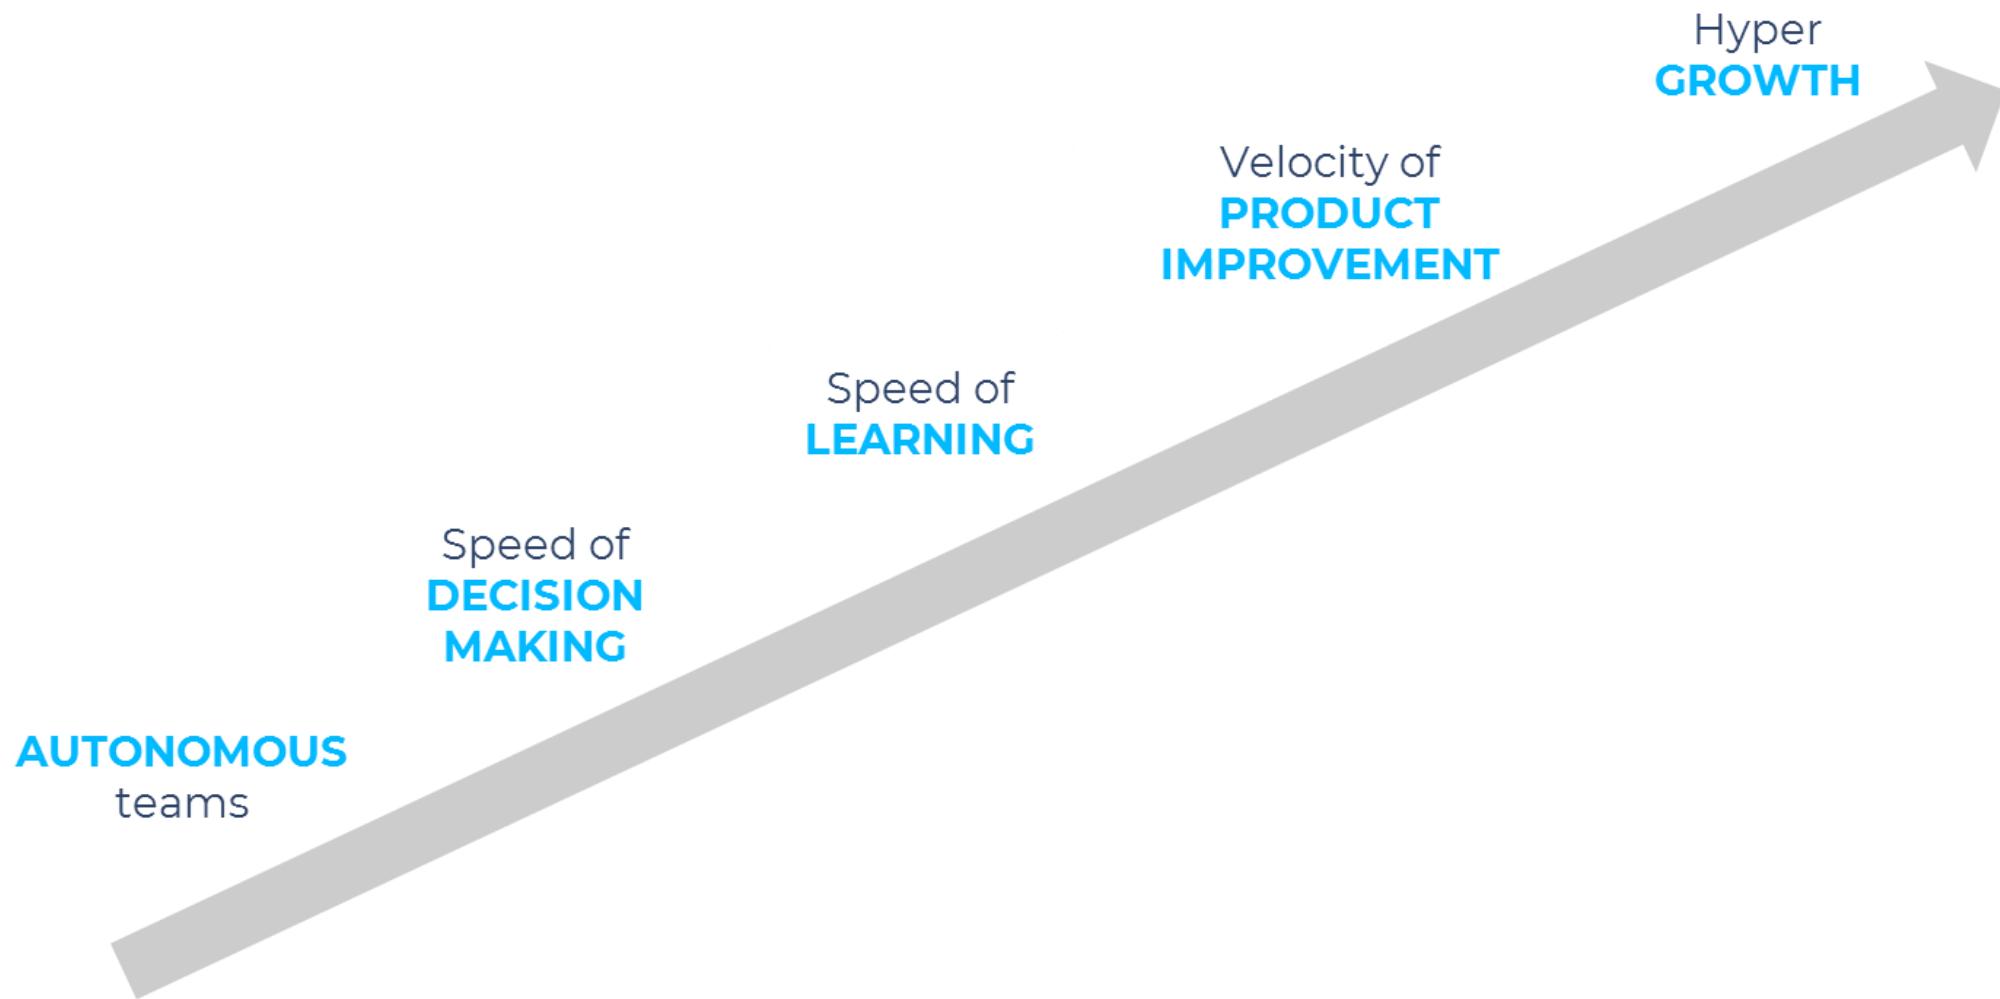 Hyper
GROWTH
Velocity of
PRODUCT
IMPROVEMENT
Speed of
LEARNING
Speed of
DECISION
MAKING
AUTONOMOUS
teams